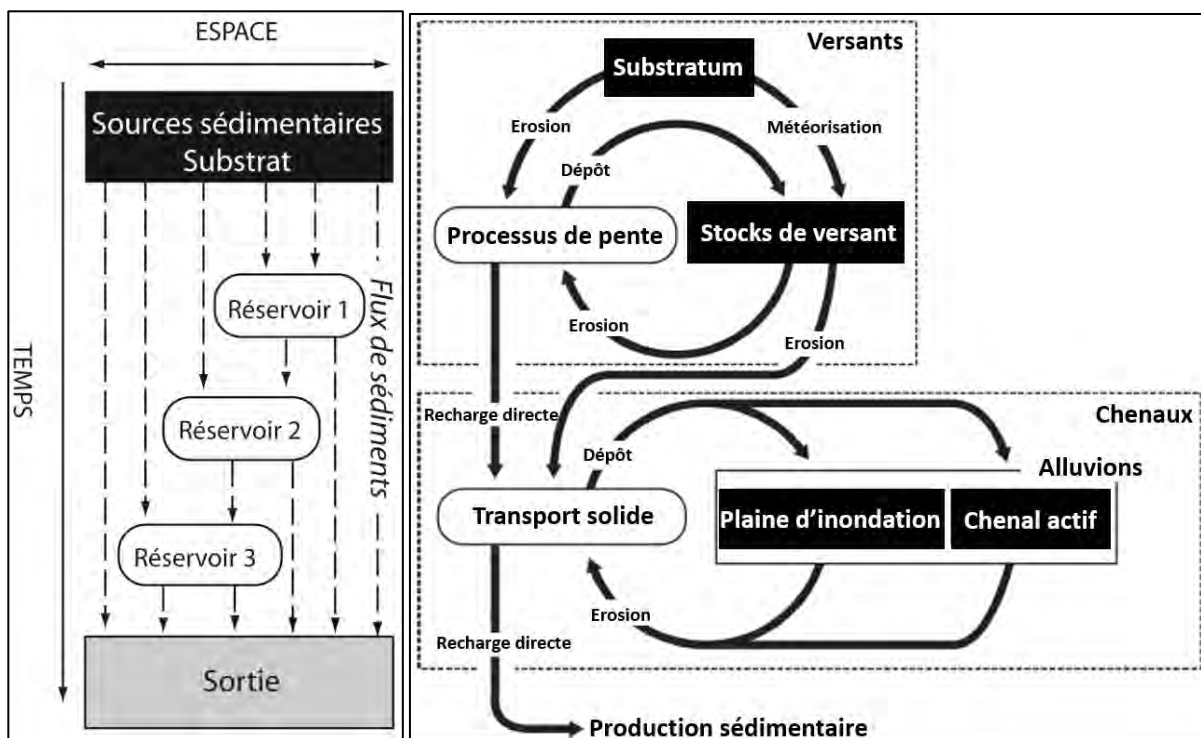 ESPACE
TEMPS
Sources sédimentaires
Substrat
Réservoir 1
Flux de sédiments
Réservoir 2
Réservoir 3
Sortie
Versants
Substratum
Erosion
Météorisation
Dépôt
Processus de pente
Stocks de versant
Erosion
Erosion
Recharge directe
Chenaux
Dépôt
Alluvions
Transport solide
Plaine d'inondation
Chenal actif
Erosion
Recharge directe
Production sédimentaire